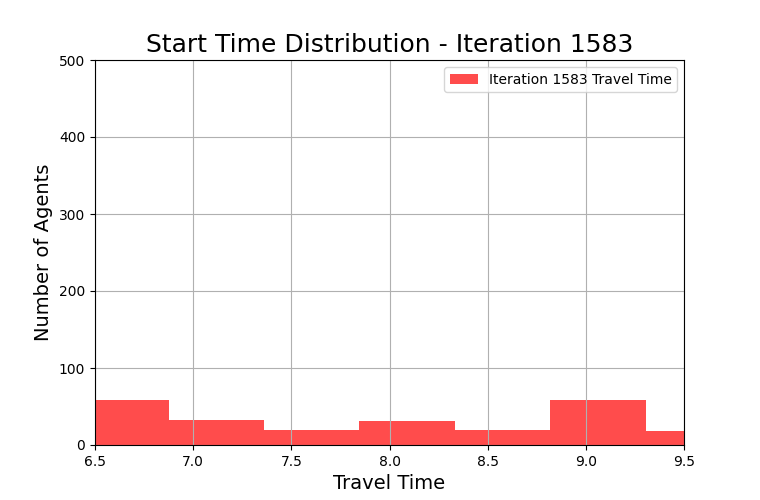 Start Time Distribution - Iteration 1583
Iteration 1583 Travel Time
Number of Agents
500
400
300
200
100
0
6.5 7.0 7.5 8.0 8.5 9.0 9.5
Travel Time